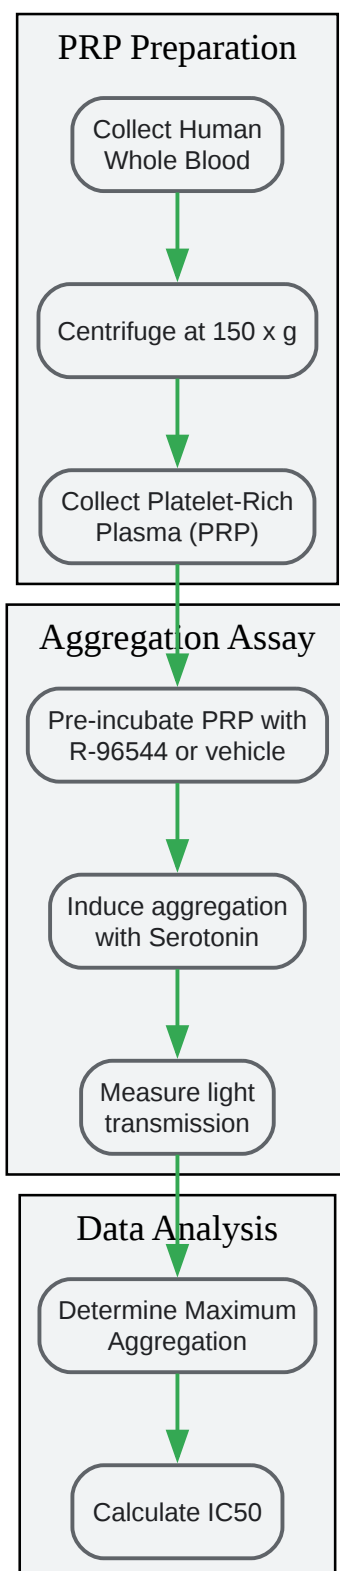 PRP Preparation
Collect Human
Whole Blood
Centrifuge at 150 x g
Collect Platelet-Rich
Plasma (PRP)
Aggregation Assay
Pre-incubate PRP with
R-96544 or vehicle
Induce aggregation
with Serotonin
Measure light
transmission
Data Analysis
Determine Maximum
Aggregation
Calculate IC50